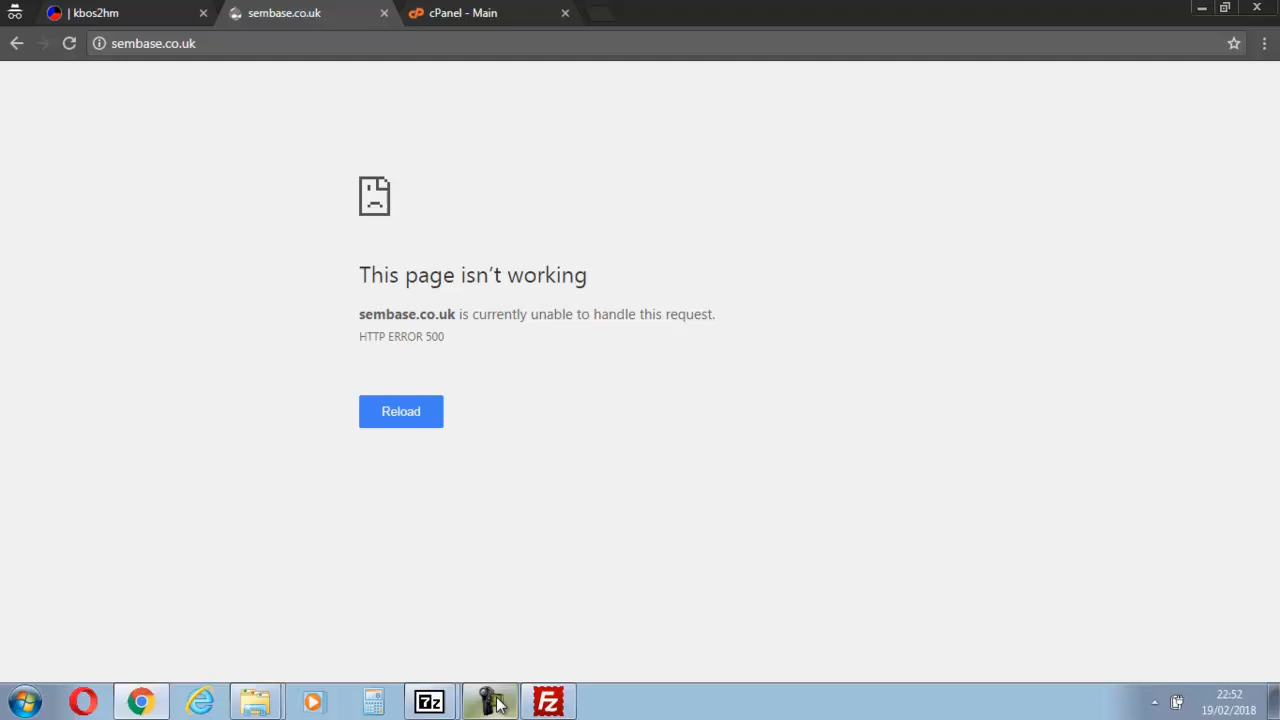 | kbos2hm
sembase.co.uk
cPanel - Main
sembase.co.uk
This page isn't working
sembase.co.uk is currently unable to handle this request.
HTTP ERROR 500
Reload
7z
Fz
22:52
19/02/2018